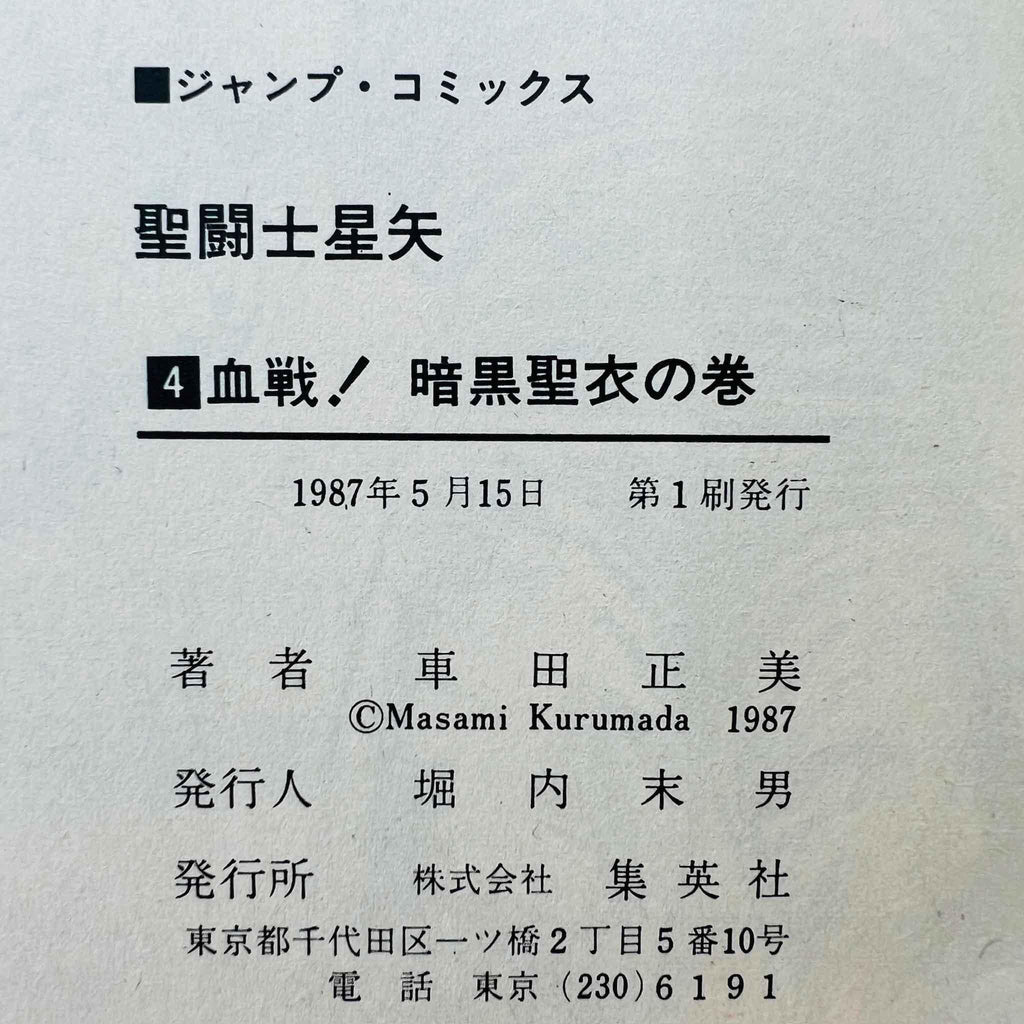 ■ジャンプ・コミックス
聖闘士星矢
4 血戦! 暗黒聖衣の巻
1987年5月15日 第1刷発行
著者 車田正美
©Masami Kurumada 1987
発行人 堀内末男
発行所 株式会社 集英社
東京都千代田区一ツ橋2丁目5番10号
電話 東京 (230)6191